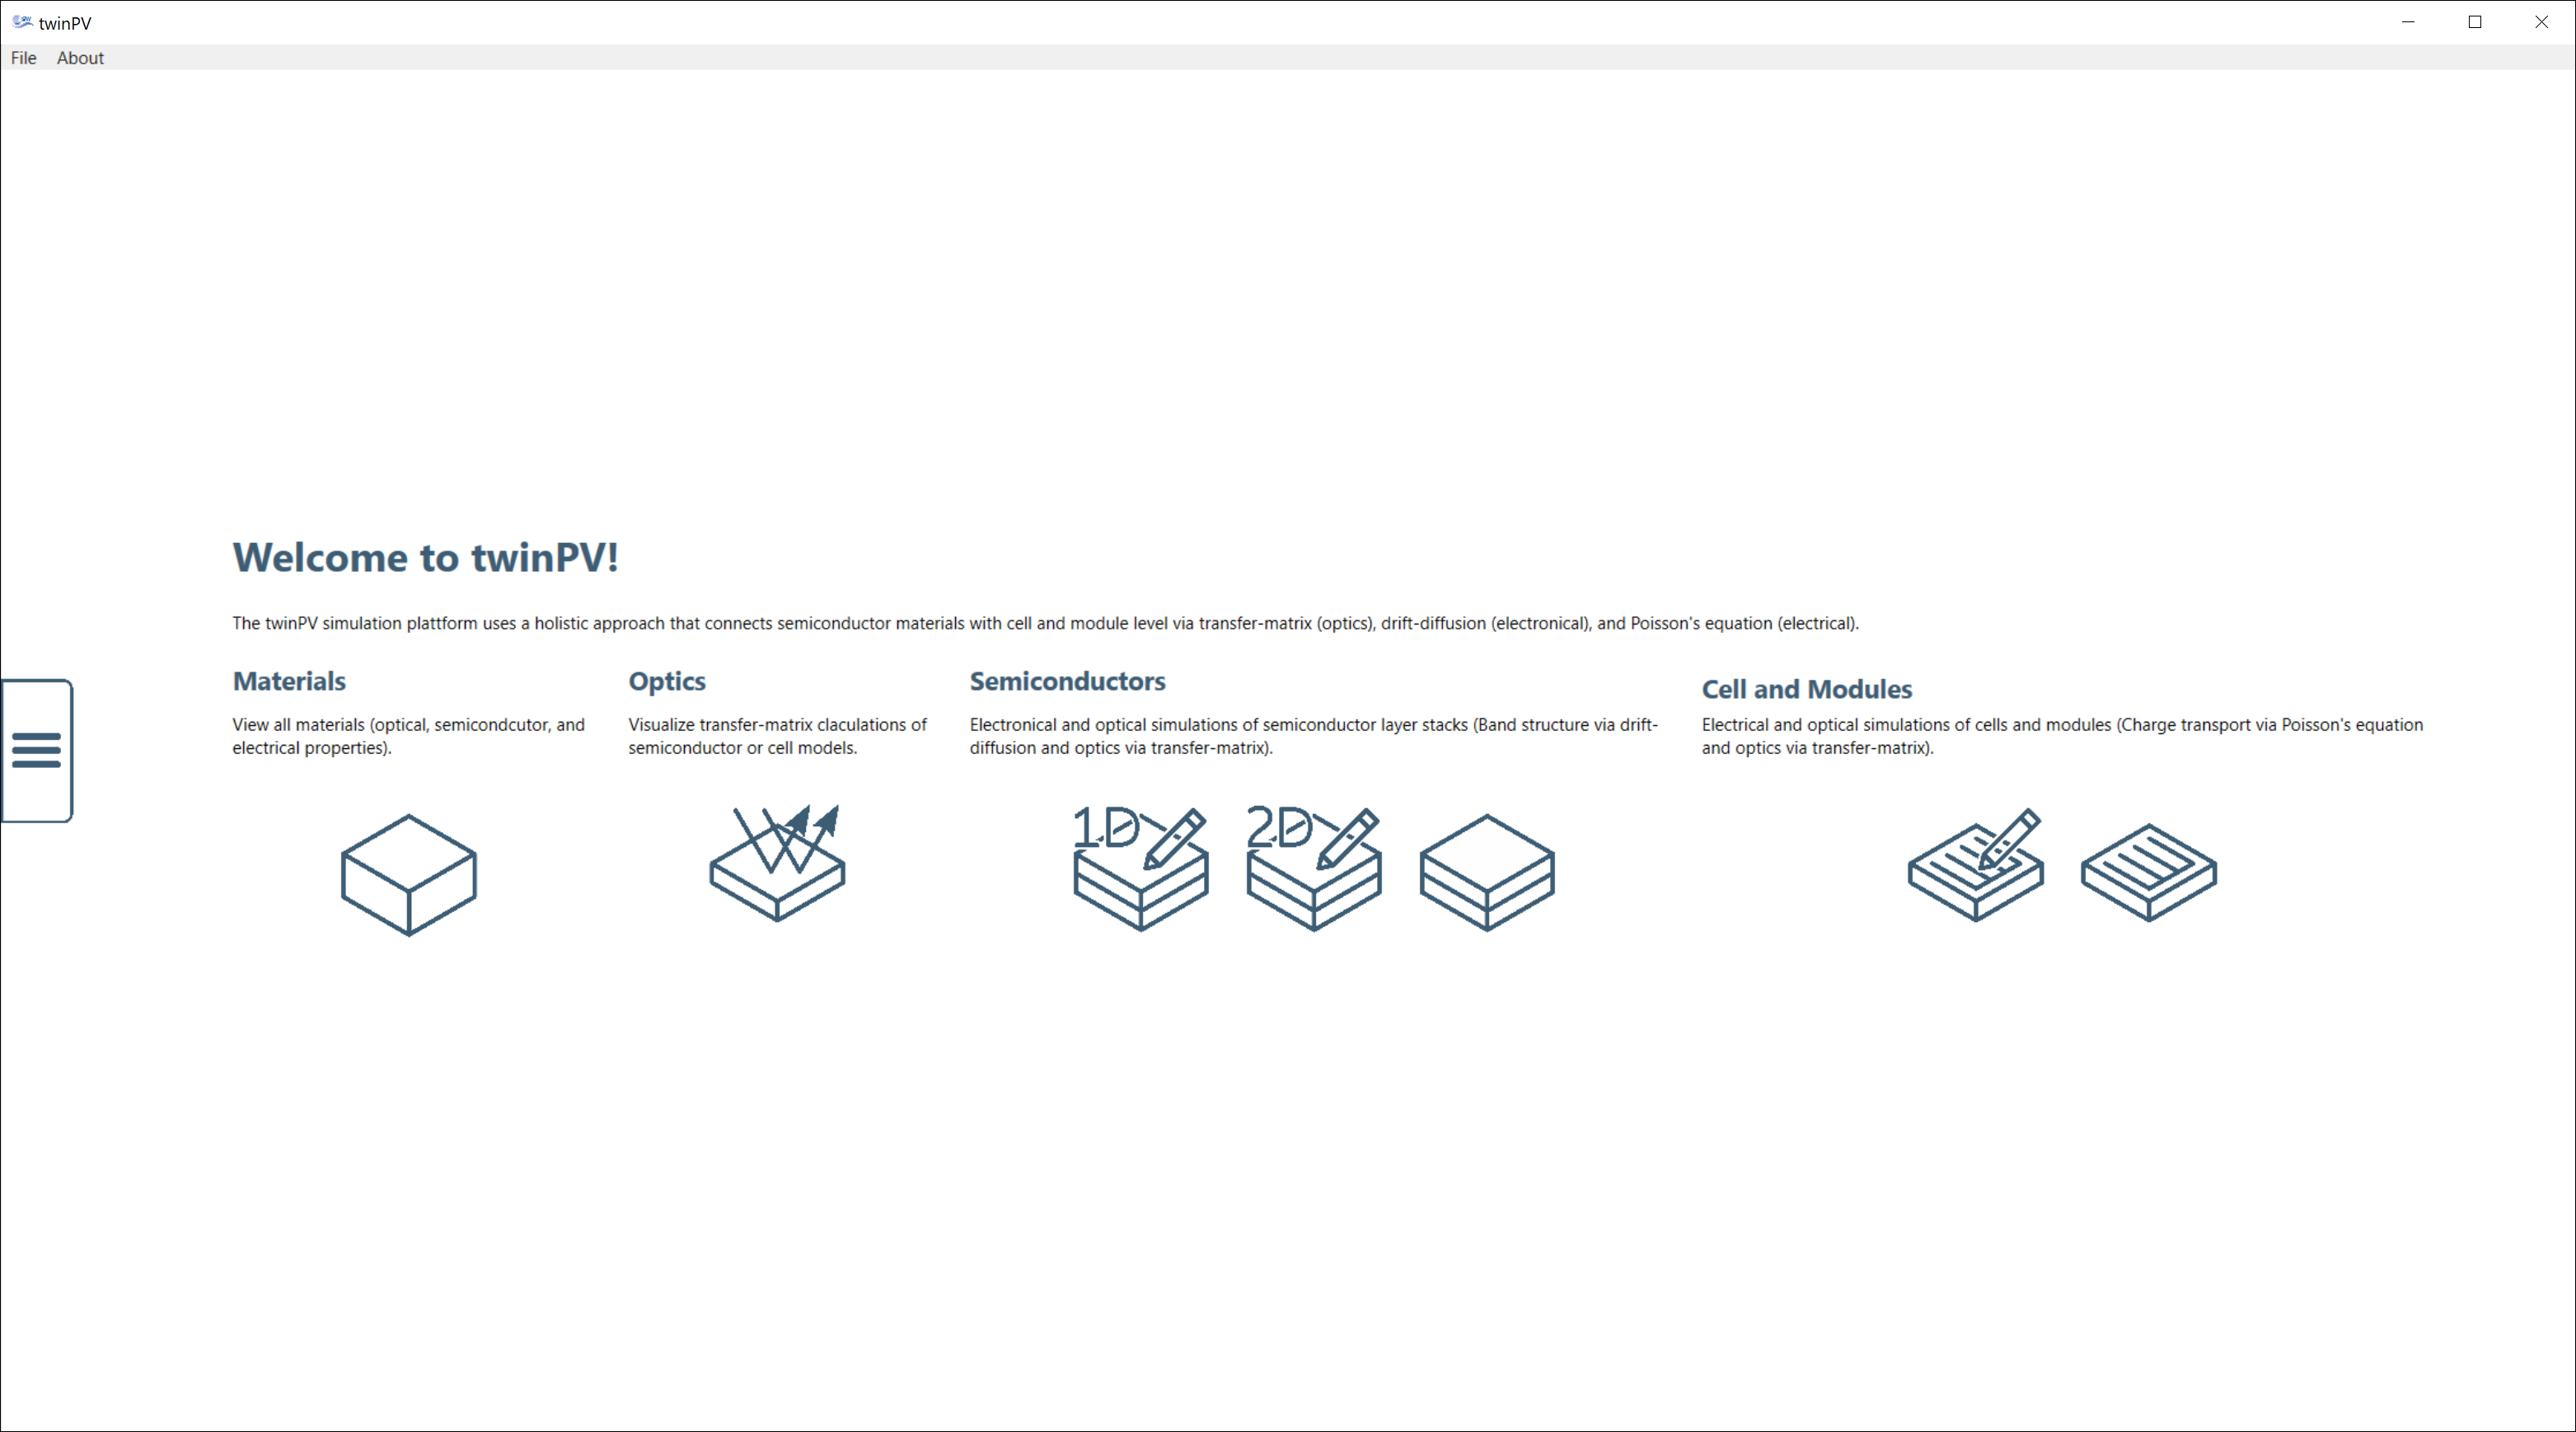 twinPV
File About
Welcome to twinPV!
The twinPV simulation plattform uses a holistic approach that connects semiconductor materials with cell and module level via transfer-matrix (optics), drift-diffusion (electronical), and Poisson's equation (electrical).
Materials
View all materials (optical, semicondcutor, and
electrical properties).
Optics
Visualize transfer-matrix claculations of
semiconductor or cell models.
Semiconductors
Electronical and optical simulations of semiconductor layer stacks (Band structure via drift-
diffusion and optics via transfer-matrix).
1D 2D
Cell and Modules
Electrical and optical simulations of cells and modules (Charge transport via Poisson's equation
and optics via transfer-matrix).